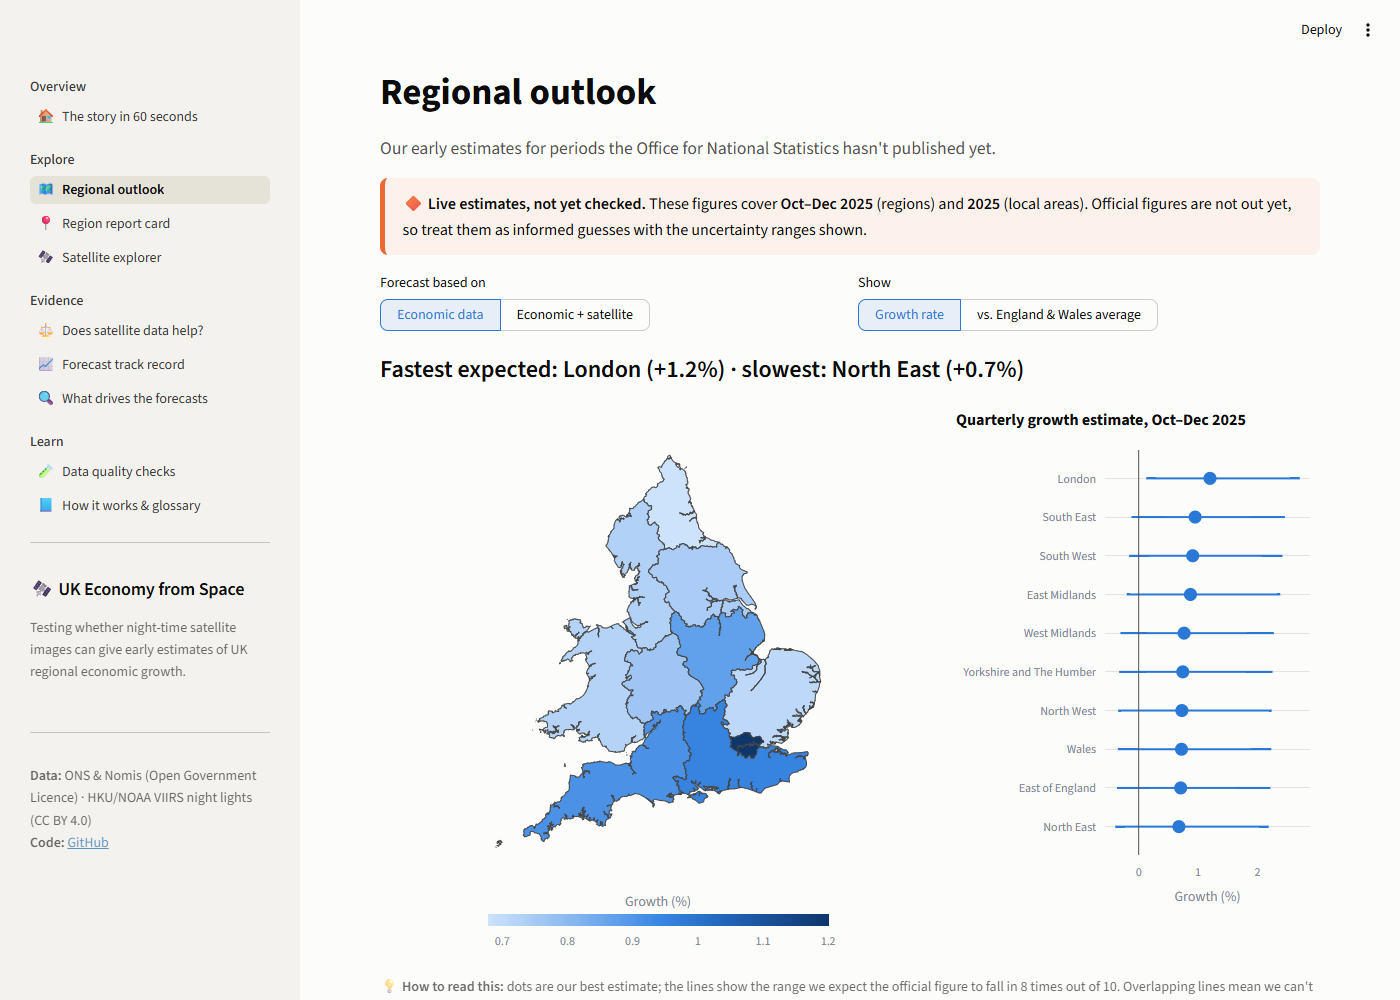 Deploy
Overview
The story in 60 seconds
Explore
Regional outlook
Region report card
Satellite explorer
Evidence
Does satellite data help?
Forecast track record
What drives the forecasts
Learn
Data quality checks
How it works & glossary
UK Economy from Space
Testing whether night-time satellite
images can give early estimates of UK
regional economic growth.
Data: ONS & Nomis (Open Government
Licence) · HKU/NOAA VIIRS night lights
(CC BY 4.0)
Code: GitHub
Regional outlook
Our early estimates for periods the Office for National Statistics hasn't published yet.
Live estimates, not yet checked. These figures cover Oct–Dec 2025 (regions) and 2025 (local areas). Official figures are not out yet,
so treat them as informed guesses with the uncertainty ranges shown.
Forecast based on
Economic data
Economic + satellite
Show
Growth rate
vs. England & Wales average
Fastest expected: London (+1.2%) · slowest: North East (+0.7%)
Growth (%)
0.7 0.8 0.9 1 1.1 1.2
Quarterly growth estimate, Oct–Dec 2025
London
South East
South West
East Midlands
West Midlands
Yorkshire and The Humber
North West
Wales
East of England
North East
0 1 2
Growth (%)
How to read this: dots are our best estimate; the lines show the range we expect the official figure to fall in 8 times out of 10. Overlapping lines mean we can't